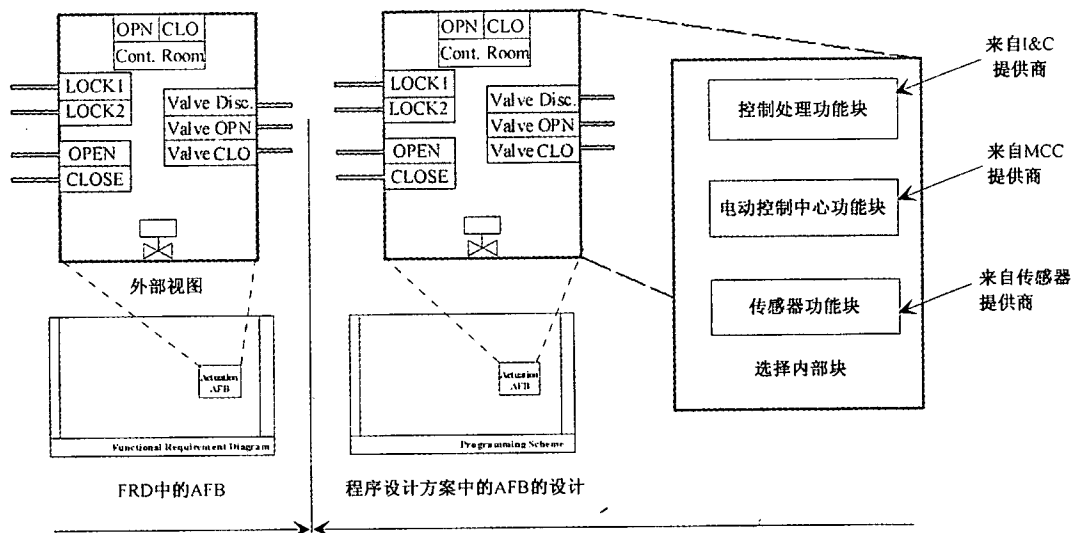 OPN CLO
Cont. Room
LOCK1
LOCK2
OPEN
CLOSE
Valve Disc.
Valve OPN
Valve CLO
外部视图
Actuation
AFB
Functional Requirement Diagram
FRD中的AFB
OPN CLO
Cont. Room
LOCK1
LOCK2
OPEN
CLOSE
Valve Disc.
Valve OPN
Valve CLO
Actuation
AFB
Programming Scheme
程序设计方案中的AFB的设计
控制处理功能块
电动控制中心功能块
传感器功能块
选择内部块
来自I&C
提供商
来自MCC
提供商
来自传感器
提供商